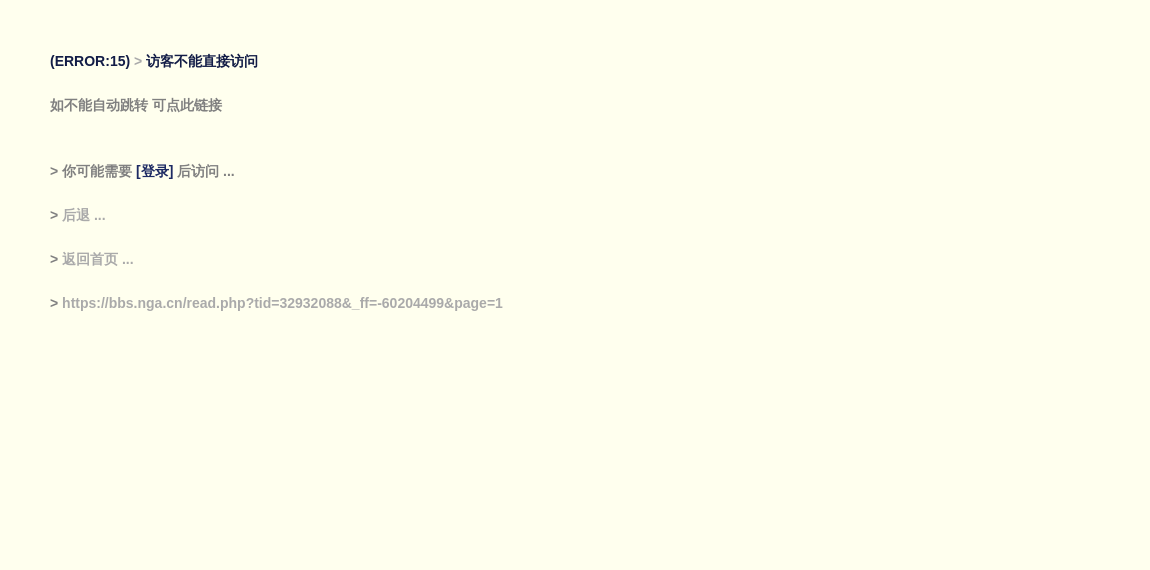 (ERROR:15) > 访客不能直接访问
如不能自动跳转 可点此链接
> 你可能需要 [登录] 后访问 ...
> 后退 ...
> 返回首页 ...
> https://bbs.nga.cn/read.php?tid=32932088&_ff=-60204499&page=1